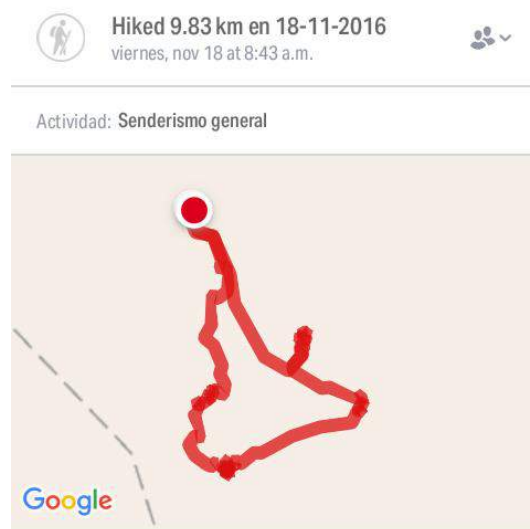 Hiked 9.83 km en 18-11-2016
viernes, nov 18 at 8:43 a.m.
Actividad: Senderismo general
Google